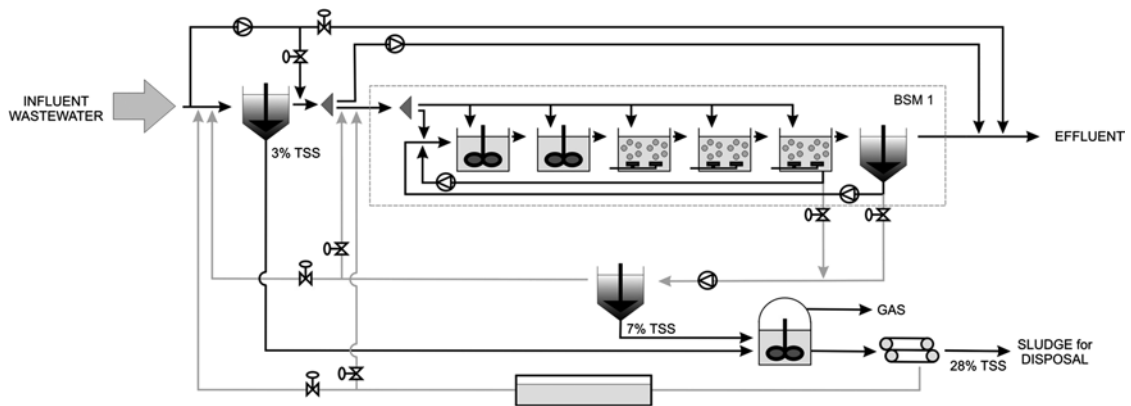 INFLUENT
WASTEWATER
3% TSS
BSM 1
EFFLUENT
7% TSS
GAS
28% TSS
SLUDGE for
DISPOSAL